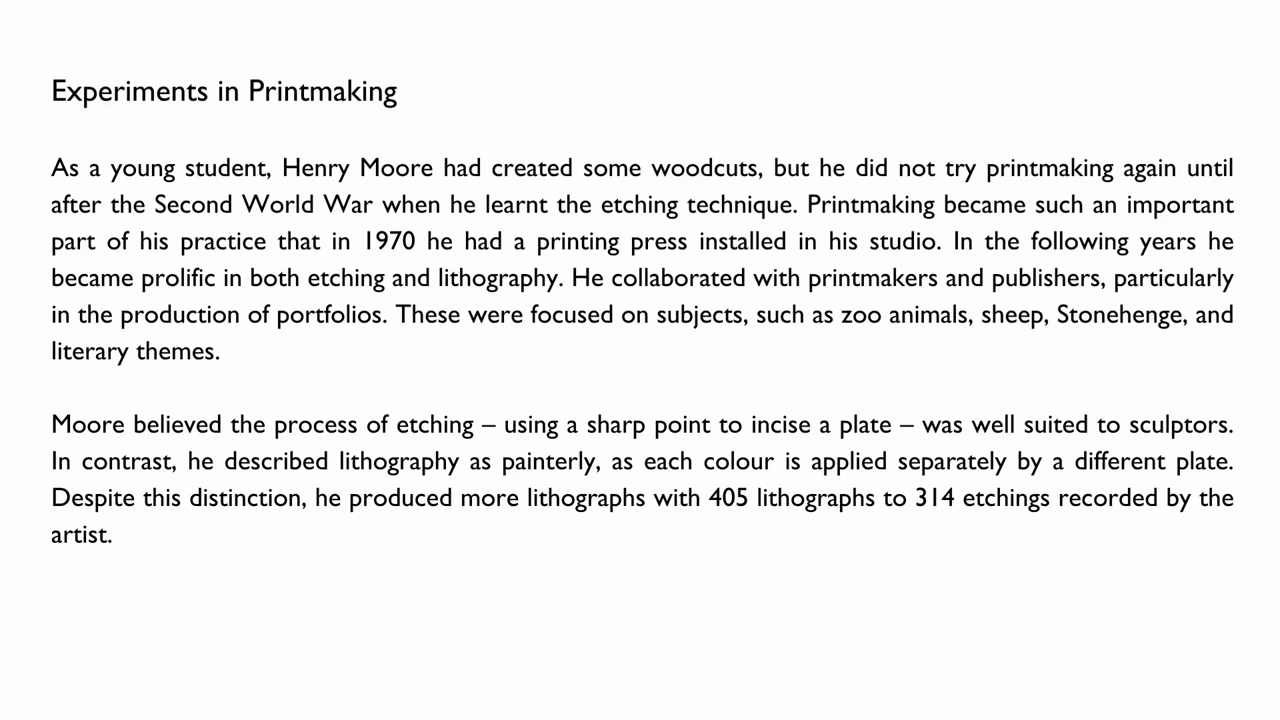 Experiments in Printmaking
As a young student, Henry Moore had created some woodcuts, but he did not try printmaking again until
after the Second World War when he learnt the etching technique. Printmaking became such an important
part of his practice that in 1970 he had a printing press installed in his studio. In the following years he
became prolific in both etching and lithography. He collaborated with printmakers and publishers, particularly
in the production of portfolios. These were focused on subjects, such as zoo animals, sheep, Stonehenge, and
literary themes.
Moore believed the process of etching – using a sharp point to incise a plate – was well suited to sculptors.
In contrast, he described lithography as painterly, as each colour is applied separately by a different plate.
Despite this distinction, he produced more lithographs with 405 lithographs to 314 etchings recorded by the
artist.